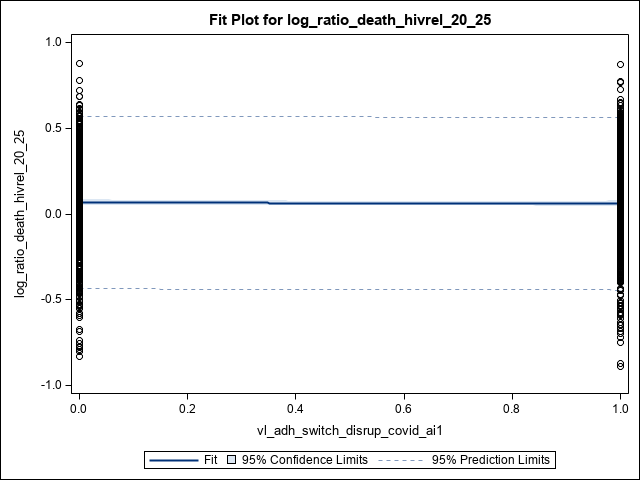 Fit Plot for log_ratio_death_hivrel_20_25
1.0
0.5
0.0
-0.5
-1.0
log_ratio_death_hivrel_20_25
0.0 0.2 0.4 0.6 0.8 1.0
vl_adh_switch_disrup_covid_ai1
Fit 95% Confidence Limits 95% Prediction Limits